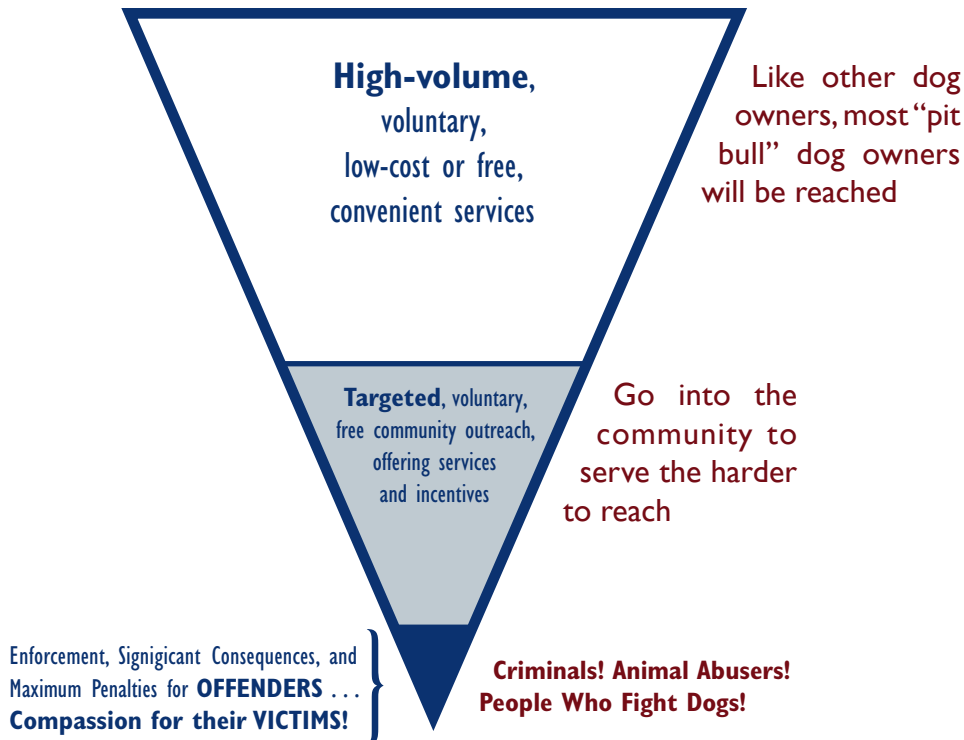 High-volume,
voluntary,
low-cost or free,
convenient services
Like other dog
owners, most “pit
bull” dog owners
will be reached
Targeted, voluntary,
free community outreach,
offering services
and incentives
Go into the
community to
serve the harder
to reach
Enforcement, Signigicant Consequences, and
Maximum Penalties for OFFENDERS . . .
Compassion for their VICTIMS!
Criminals! Animal Abusers!
People Who Fight Dogs!